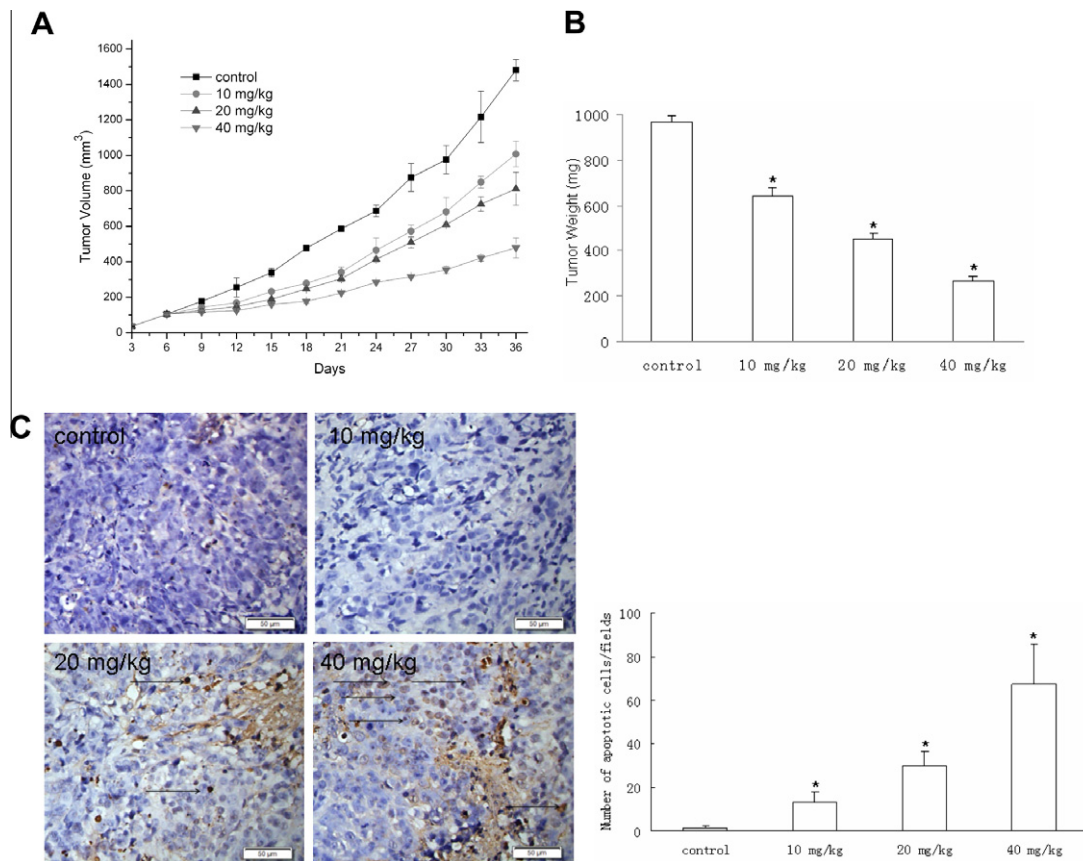 A
Tumor Volume (mm3)
1600
1400
1200
1000
800
600
400
200
0
control
10 mg/kg
20 mg/kg
40 mg/kg
3 6 9 12 15 18 21 24 27 30 33 36
Days
B
Tumor Weight (mg)
1000
800
600
400
200
0
*
*
*
control 10 mg/kg 20 mg/kg 40 mg/kg
C
control
50 μm
10 mg/kg
50 μm
20 mg/kg
50 μm
40 mg/kg
50 μm
Number of apoptotic cells/fields
100
80
60
40
20
0
*
*
*
control 10 mg/kg 20 mg/kg 40 mg/kg